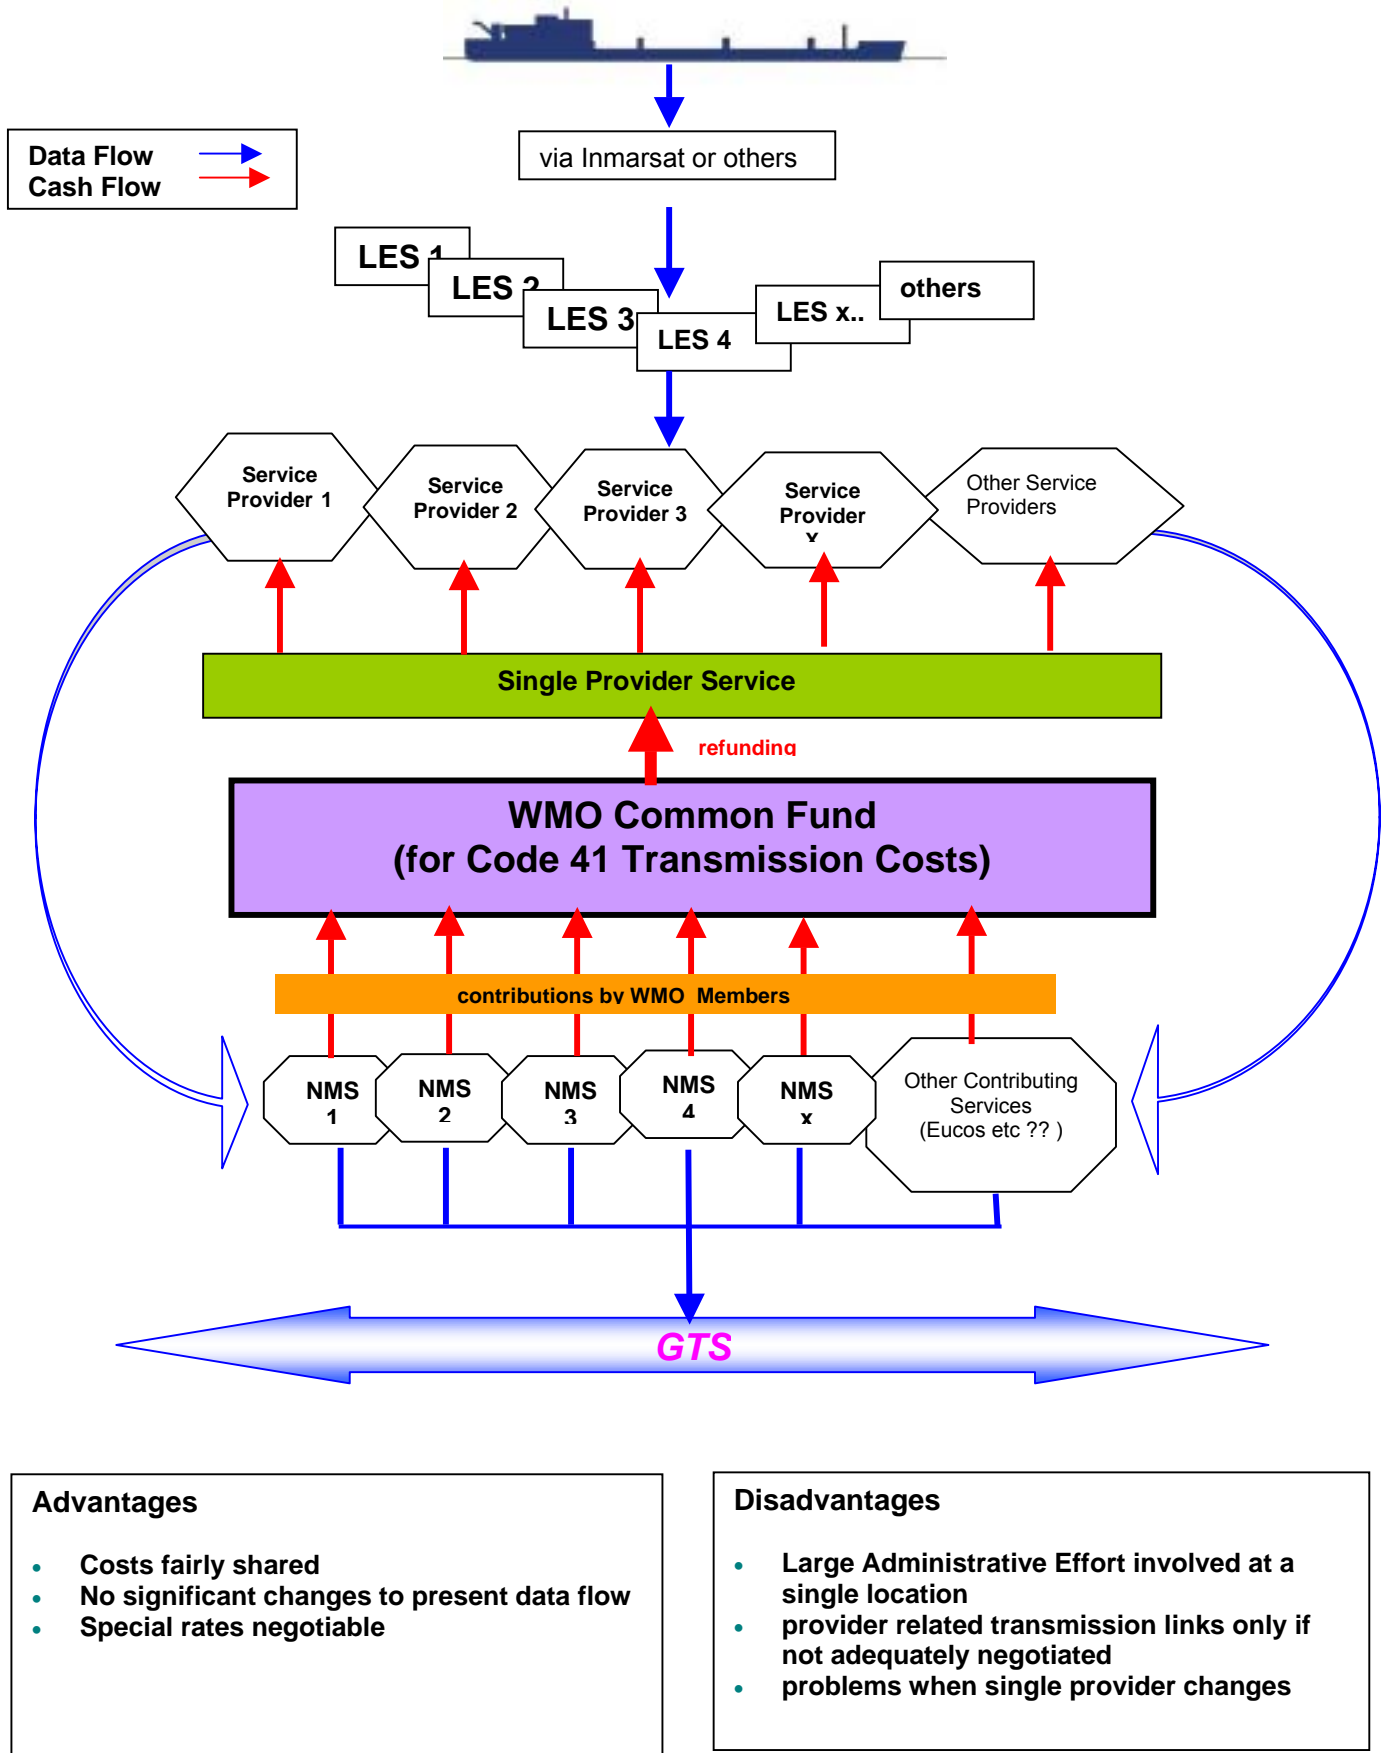 Data Flow
Cash Flow
via Inmarsat or others
LES 1
LES 2
LES 3
LES 4
LES x..
others
Service
Provider 1
Service
Provider 2
Service
Provider 3
Service
Provider
X
Other Service
Providers
Single Provider Service
refunding
WMO Common Fund
(for Code 41 Transmission Costs)
contributions by WMO Members
NMS
1
NMS
2
NMS
3
NMS
4
NMS
x
Other Contributing
Services
(Eucos etc ?? )
GTS
Advantages
• Costs fairly shared
• No significant changes to present data flow
• Special rates negotiable
Disadvantages
• Large Administrative Effort involved at a
single location
• provider related transmission links only if
not adequately negotiated
• problems when single provider changes